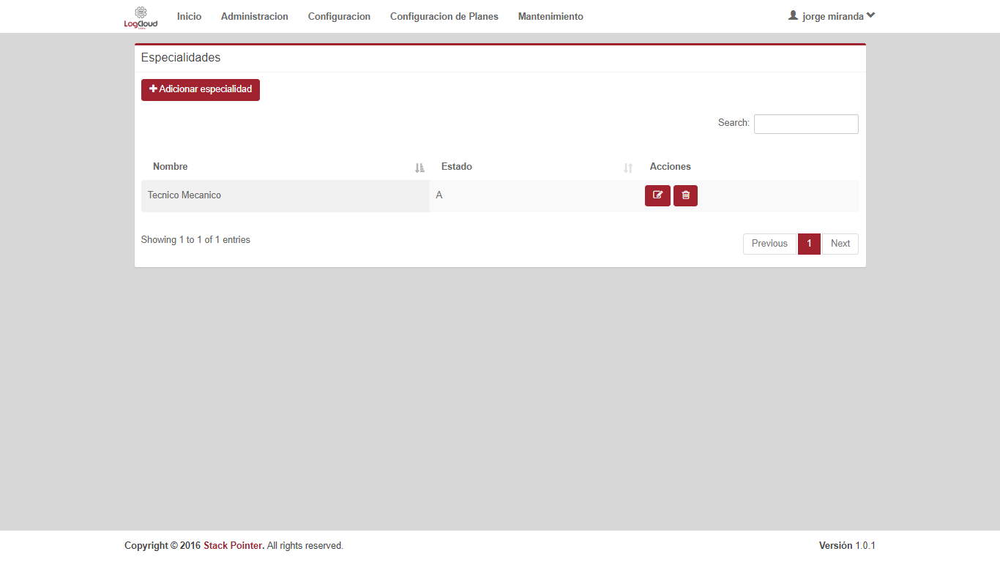 LogCloud
Inicio Administracion Configuracion Configuracion de Planes Mantenimiento jorge miranda
Especialidades
Adicionar especialidad
Search:
Nombre Estado Acciones
Tecnico Mecanico A
Showing 1 to 1 of 1 entries
Previous 1 Next
Copyright © 2016 Stack Pointer. All rights reserved. Versión 1.0.1